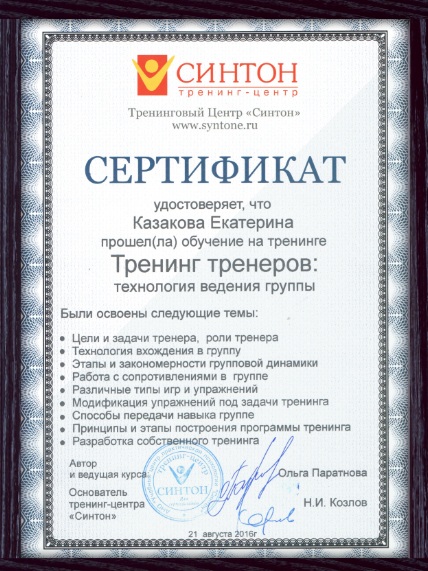 СИНТОН
тренинг-центр
Тренинговый Центр «Синтон»
www.syntone.ru
СЕРТИФИКАТ
удостоверяет, что
Казакова Екатерина
прошел(ла) обучение на тренинге
Тренинг тренеров:
технология ведения группы
Были освоены следующие темы:
Цели и задачи тренера, роли тренера
Технология вхождения в группу
Этапы и закономерности групповой динамики
Работа с сопротивлениями в группе
Различные типы игр и упражнений
Модификация упражнений под задачи тренинга
Способы передачи навыка группе
Принципы и этапы построения программы тренинга
Разработка собственного тренинга
Автор
и ведущая курса
Ольга Паратнова
Основатель
тренинг-центра
«Синтон»
Н.И. Козлов
Тренинг-центр
СИНТОН
21 августа 2016г